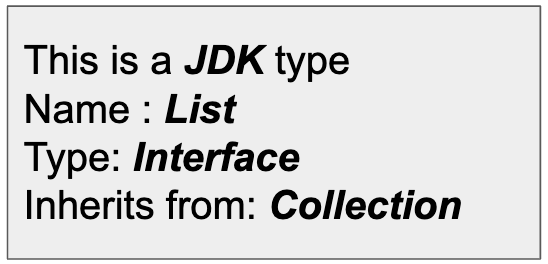 This is a JDK type
Name : List
Type: Interface
Inherits from: Collection